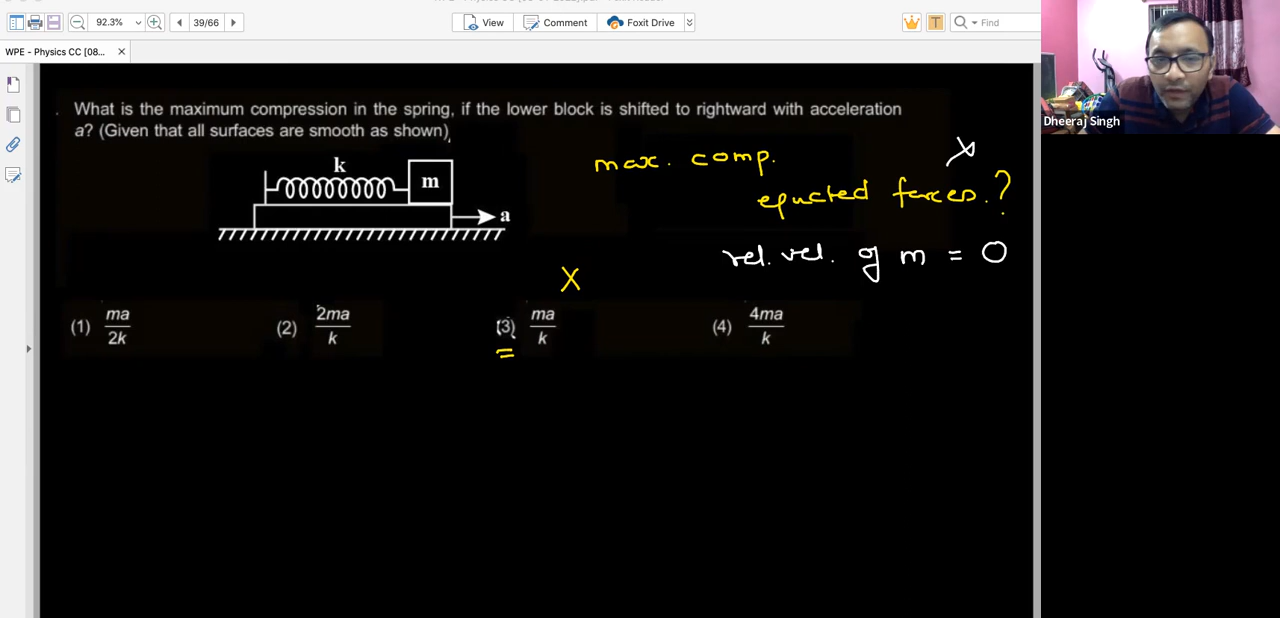 92.3%
39/66
View
Comment
Foxit Drive
T
Find
WPE - Physics CC [08...
Dheeraj Singh
What is the maximum compression in the spring, if the lower block is shifted to rightward with acceleration
a? (Given that all surfaces are smooth as shown)
k
m
a
max. comp.
equcted forces.?
rel. vel. of m = 0
X
(1) ma/2k
(2) 2ma/k
(3) ma/k
(4) 4ma/k